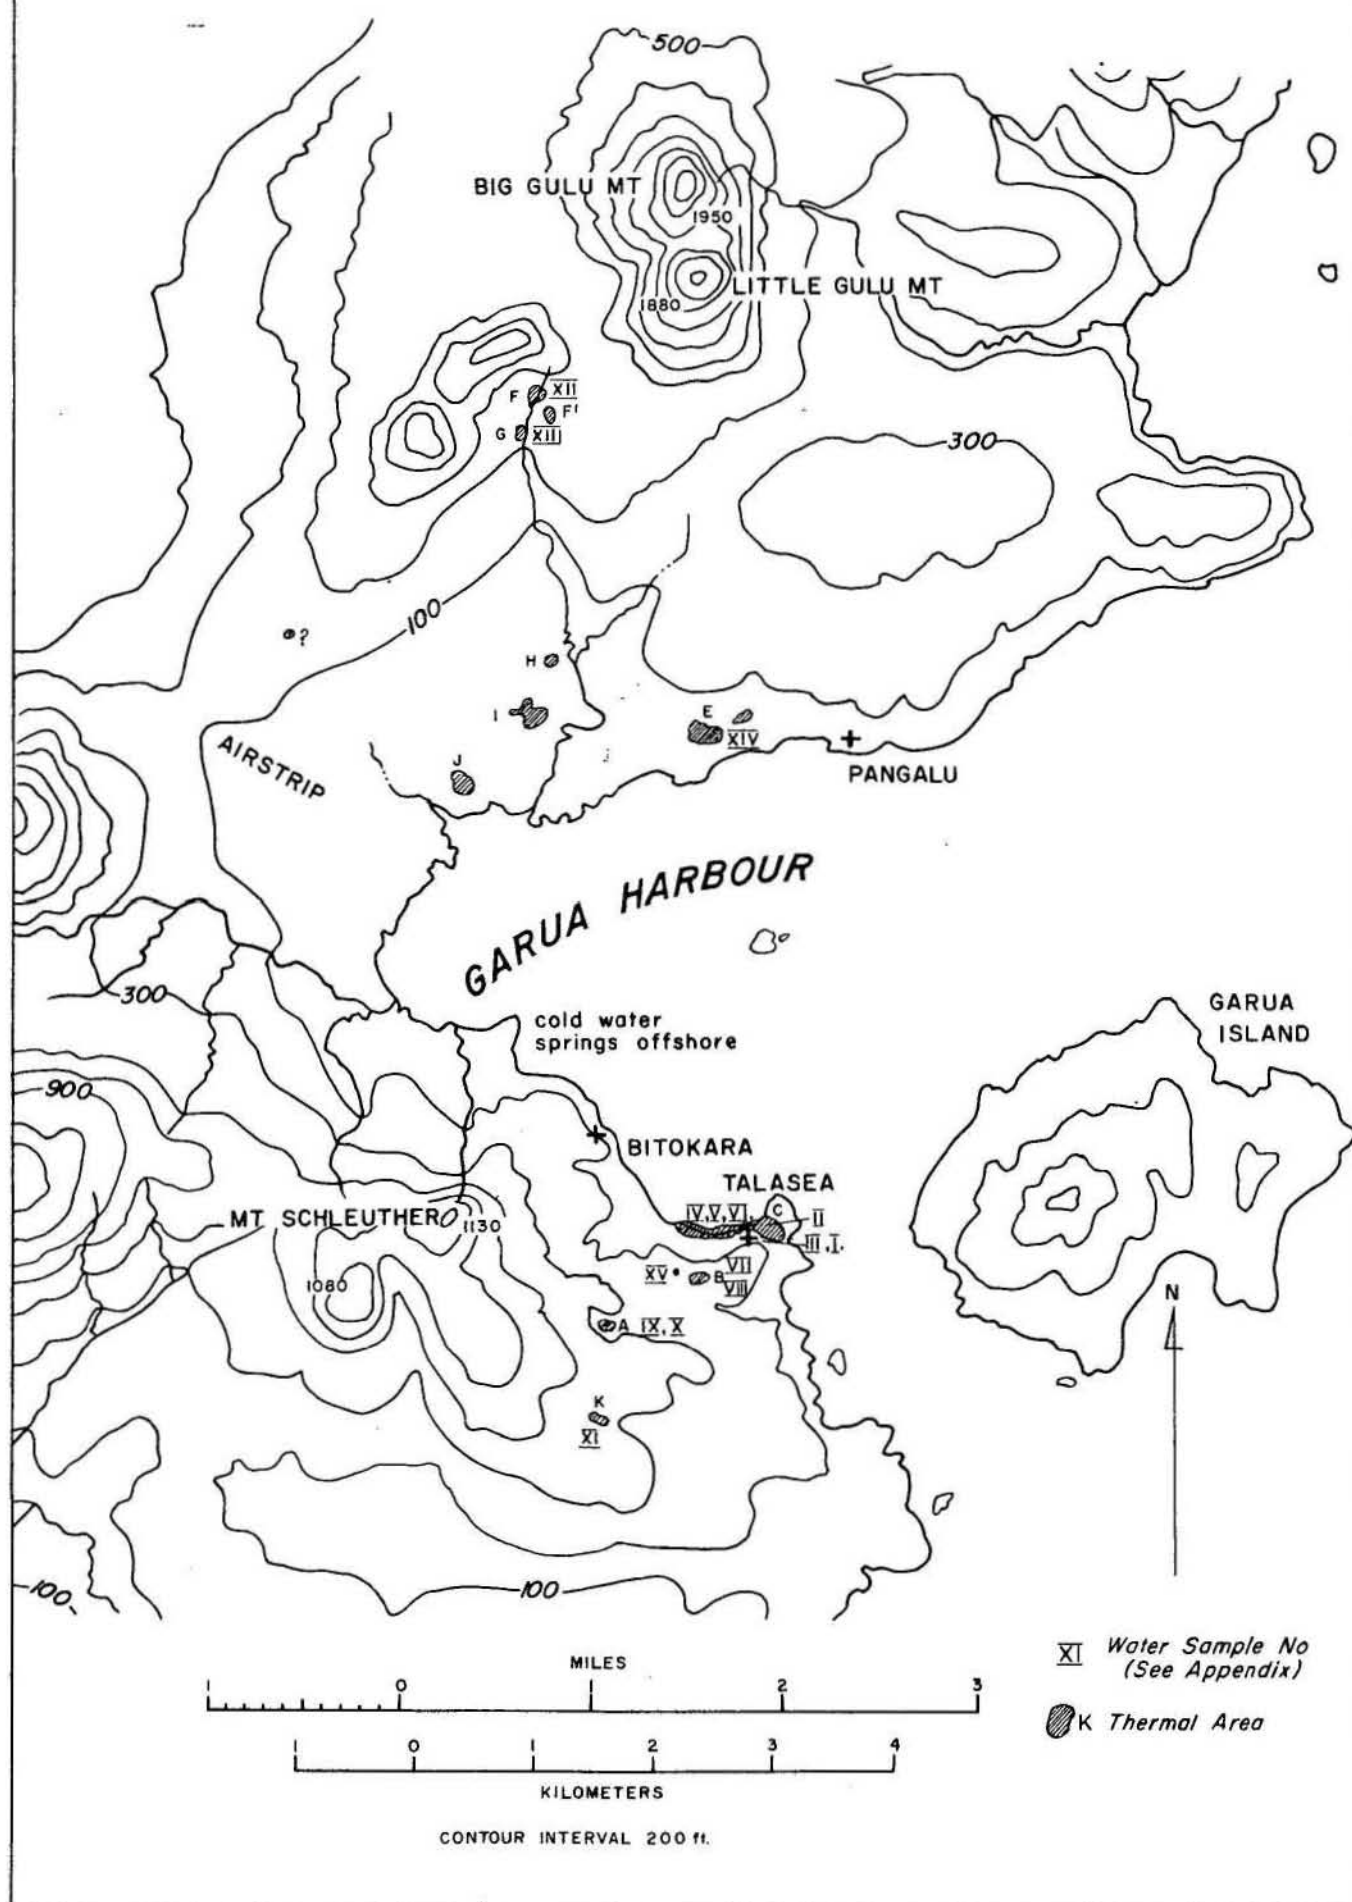 500
BIG GULU MT
1950
LITTLE GULU MT
1880
F XII
F'
G XIII
300
100
?
H
I
E
XIV
J
AIRSTRIP
PANGALU
GARUA HARBOUR
300
cold water
springs offshore
GARUA
ISLAND
900
BITOKARA
TALASEA
IV,V,VI,
C
II
MT SCHLEUTHER
1130
III,I.
VII
XV
B
VIII
1080
A IX,X
N
K
XI
100
100
XI Water Sample No
(See Appendix)
K Thermal Area
MILES
1 0 1 2 3
1 0 1 2 3 4
KILOMETERS
CONTOUR INTERVAL 200 ft.